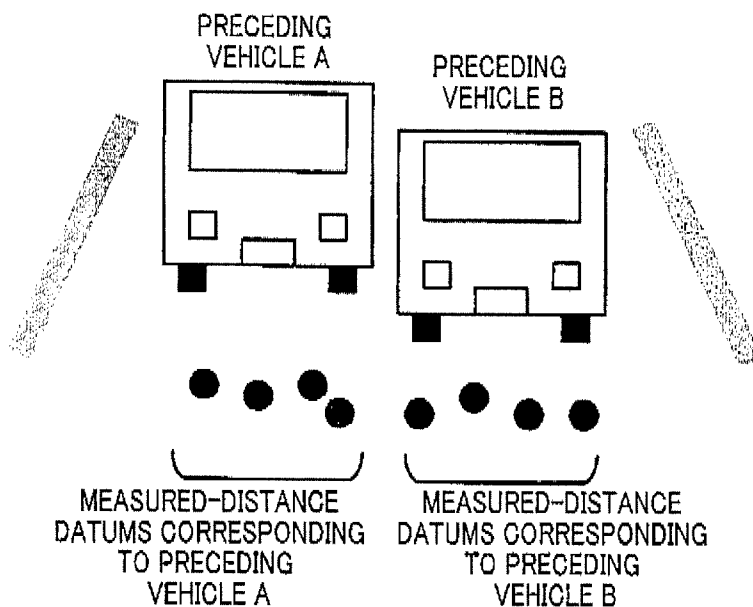 PRECEDING
VEHICLE A
PRECEDING
VEHICLE B
MEASURED-DISTANCE
DATUMS CORRESPONDING
TO PRECEDING
VEHICLE A
MEASURED-DISTANCE
DATUMS CORRESPONDING
TO PRECEDING
VEHICLE B